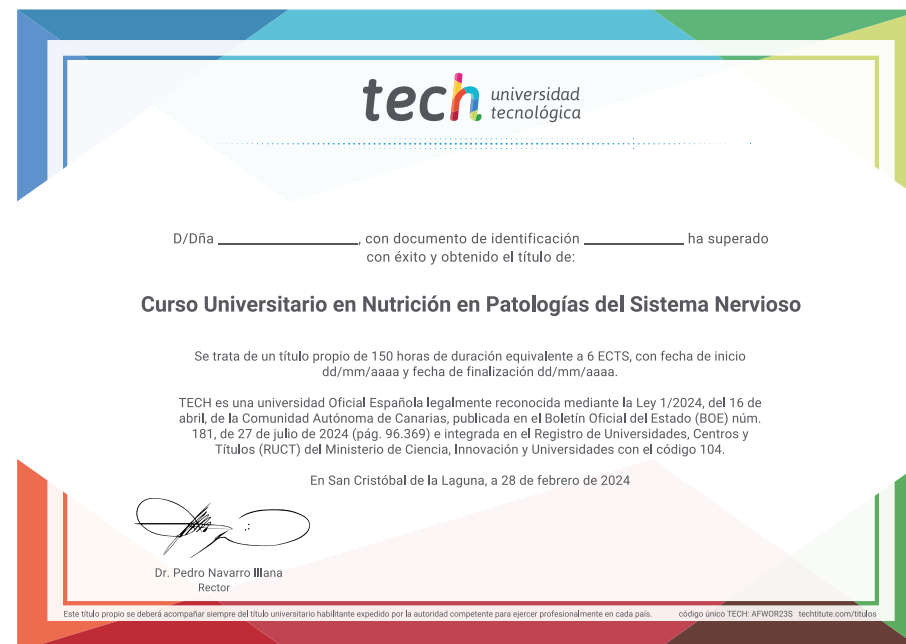 tech universidad
tecnológica
D/Dña ______________, con documento de identificación __________ ha superado
con éxito y obtenido el título de:
Curso Universitario en Nutrición en Patologías del Sistema Nervioso
Se trata de un título propio de 150 horas de duración equivalente a 6 ECTS, con fecha de inicio
dd/mm/aaaa y fecha de finalización dd/mm/aaaa.
TECH es una universidad Oficial Española legalmente reconocida mediante la Ley 1/2024, del 16 de
abril, de la Comunidad Autónoma de Canarias, publicada en el Boletín Oficial del Estado (BOE) núm.
181, de 27 de julio de 2024 (pág. 96.369) e integrada en el Registro de Universidades, Centros y
Títulos (RUCT) del Ministerio de Ciencia, Innovación y Universidades con el código 104.
En San Cristóbal de la Laguna, a 28 de febrero de 2024
Dr. Pedro Navarro Illana
Rector
Este título propio se deberá acompañar siempre del título universitario habilitante expedido por la autoridad competente para ejercer profesionalmente en cada país. código único TECH: AFWOR23S techtitute.com/titulos